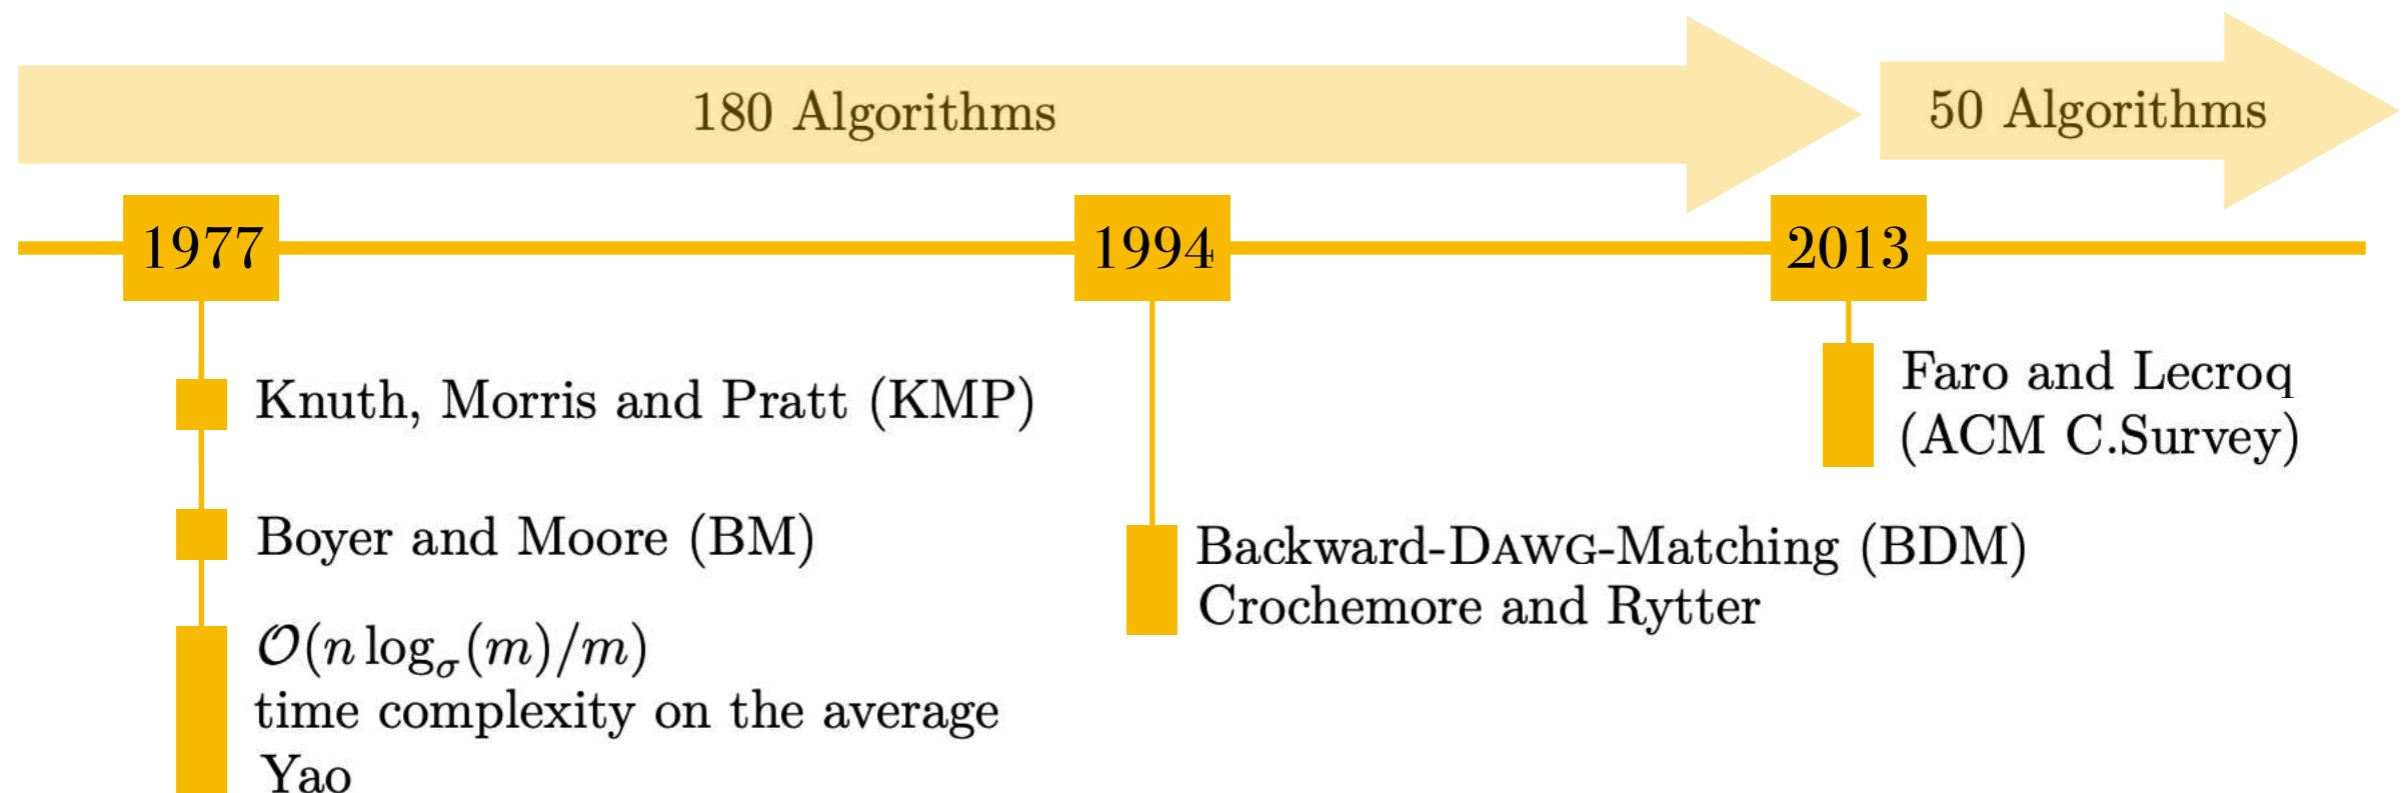 180 Algorithms
50 Algorithms
1977
1994
2013
Knuth, Morris and Pratt (KMP)
Boyer and Moore (BM)
𝒪(n log_σ(m)/m)
time complexity on the average
Yao
Backward-DAWG-Matching (BDM)
Crochemore and Rytter
Faro and Lecroq
(ACM C.Survey)